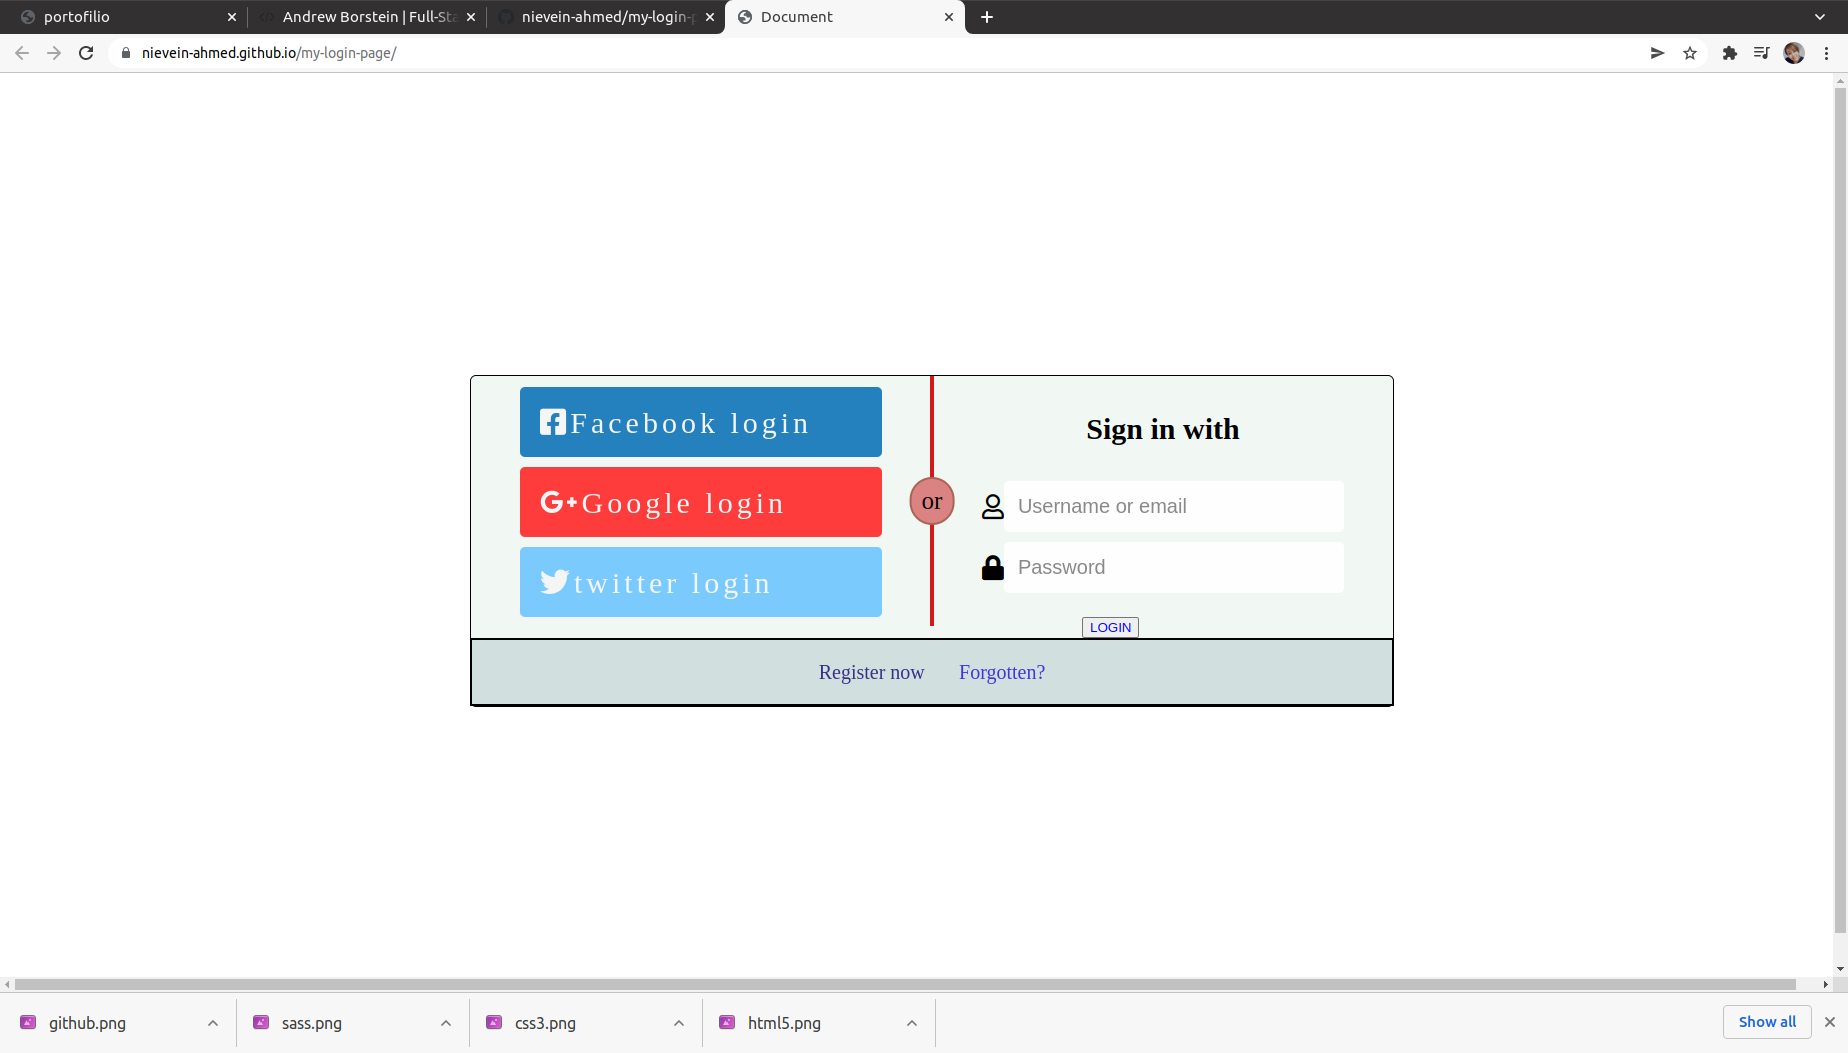 portofilio
Andrew Borstein | Full-Sta
nievein-ahmed/my-login-p
Document
nievein-ahmed.github.io/my-login-page/
Facebook login
Google login
twitter login
or
Sign in with
Username or email
Password
LOGIN
Register now
Forgotten?
github.png
sass.png
css3.png
html5.png
Show all